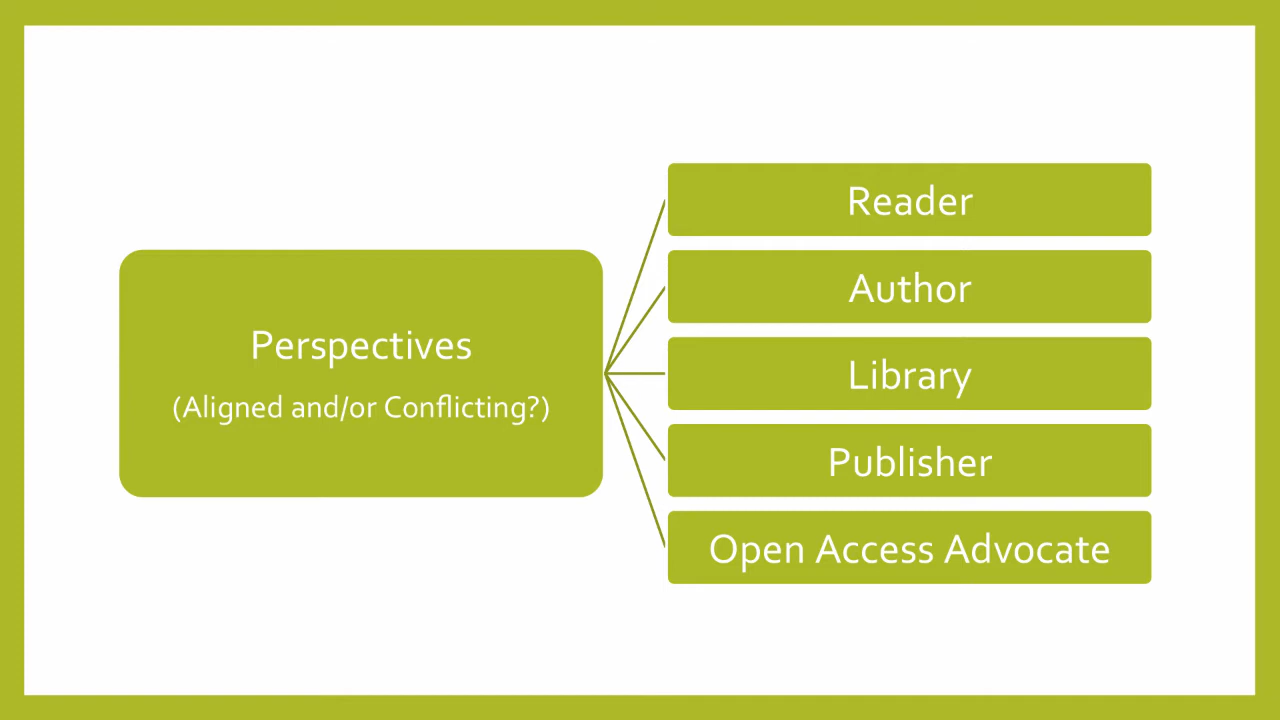 Perspectives
(Aligned and/or Conflicting?)
Reader
Author
Library
Publisher
Open Access Advocate